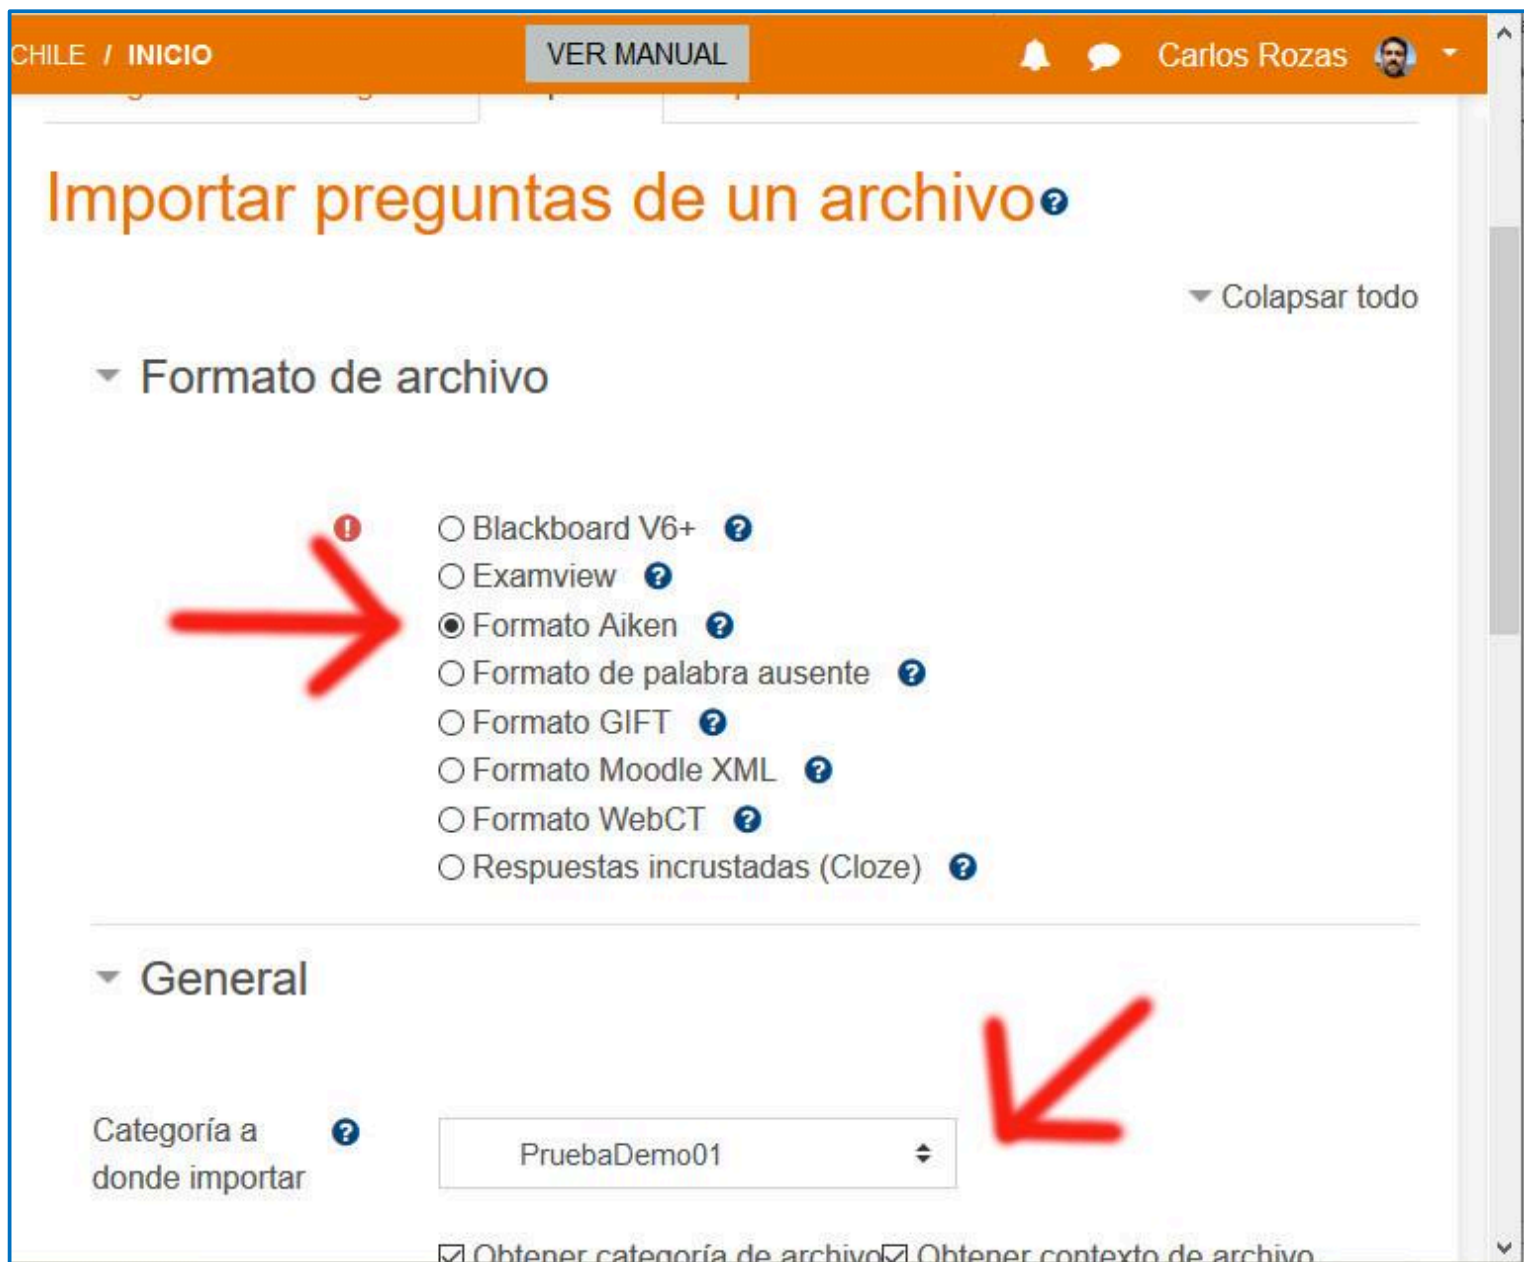 CHILE / INICIO VER MANUAL Carlos Rozas
Importar preguntas de un archivo
Colapsar todo
Formato de archivo
Blackboard V6+
Examview
Formato Aiken
Formato de palabra ausente
Formato GIFT
Formato Moodle XML
Formato WebCT
Respuestas incrustadas (Cloze)
General
Categoría a
donde importar
PruebaDemo01
Obtener categoría de archivo Obtener contexto de archivo